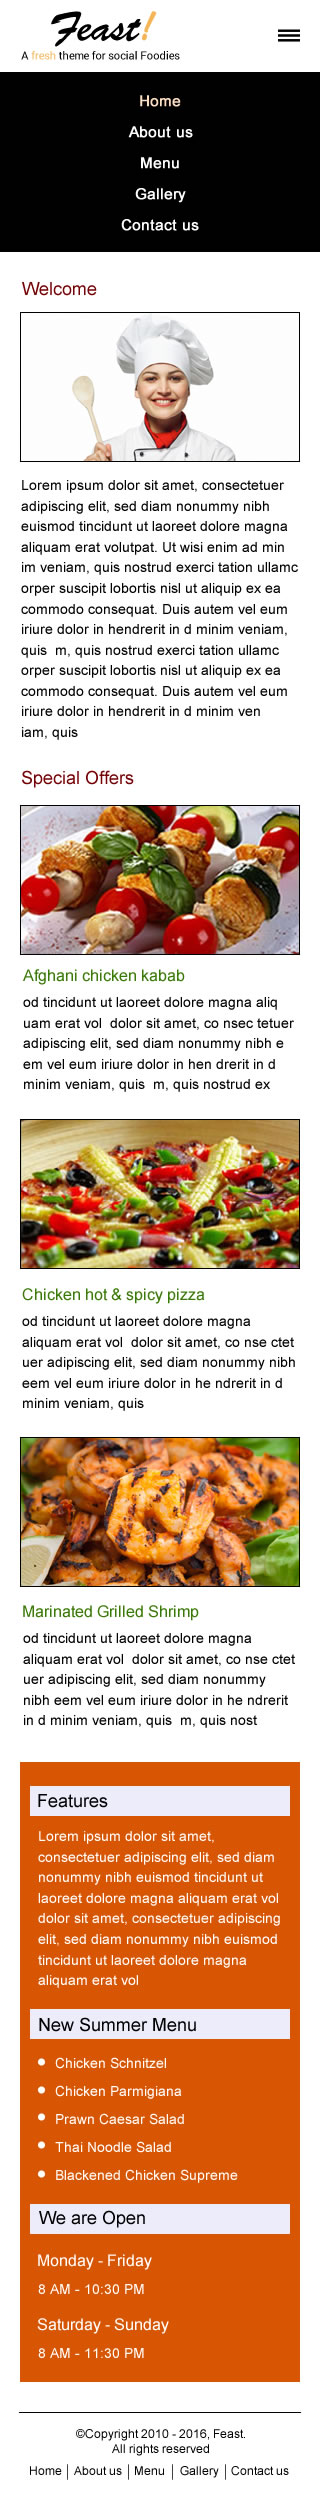 Feast!
A fresh theme for social Foodies
Home
About us
Menu
Gallery
Contact us
Welcome
Lorem ipsum dolor sit amet, consectetuer
adipiscing elit, sed diam nonummy nibh
euismod tincidunt ut laoreet dolore magna
aliquam erat volutpat. Ut wisi enim ad min
im veniam, quis nostrud exerci tation ullamc
orper suscipit lobortis nisl ut aliquip ex ea
commodo consequat. Duis autem vel eum
iriure dolor in hendrerit in d minim veniam,
quis  m, quis nostrud exerci tation ullamc
orper suscipit lobortis nisl ut aliquip ex ea
commodo consequat. Duis autem vel eum
iriure dolor in hendrerit in d minim ven
iam, quis
Special Offers
Afghani chicken kabab
od tincidunt ut laoreet dolore magna aliq
uam erat vol  dolor sit amet, co nsec tetuer
adipiscing elit, sed diam nonummy nibh e
em vel eum iriure dolor in hen drerit in d
minim veniam, quis  m, quis nostrud ex
Chicken hot & spicy pizza
od tincidunt ut laoreet dolore magna
aliquam erat vol  dolor sit amet, co nse ctet
uer adipiscing elit, sed diam nonummy nibh
eem vel eum iriure dolor in he ndrerit in d
minim veniam, quis
Marinated Grilled Shrimp
od tincidunt ut laoreet dolore magna
aliquam erat vol  dolor sit amet, co nse ctet
uer adipiscing elit, sed diam nonummy
nibh eem vel eum iriure dolor in he ndrerit
in d minim veniam, quis  m, quis nost
Features
Lorem ipsum dolor sit amet,
consectetuer adipiscing elit, sed diam
nonummy nibh euismod tincidunt ut
laoreet dolore magna aliquam erat vol
dolor sit amet, consectetuer adipiscing
elit, sed diam nonummy nibh euismod
tincidunt ut laoreet dolore magna
aliquam erat vol
New Summer Menu
Chicken Schnitzel
Chicken Parmigiana
Prawn Caesar Salad
Thai Noodle Salad
Blackened Chicken Supreme
We are Open
Monday - Friday
8 AM - 10:30 PM
Saturday - Sunday
8 AM - 11:30 PM
©Copyright 2010 - 2016, Feast.
All rights reserved
Home | About us | Menu | Gallery | Contact us